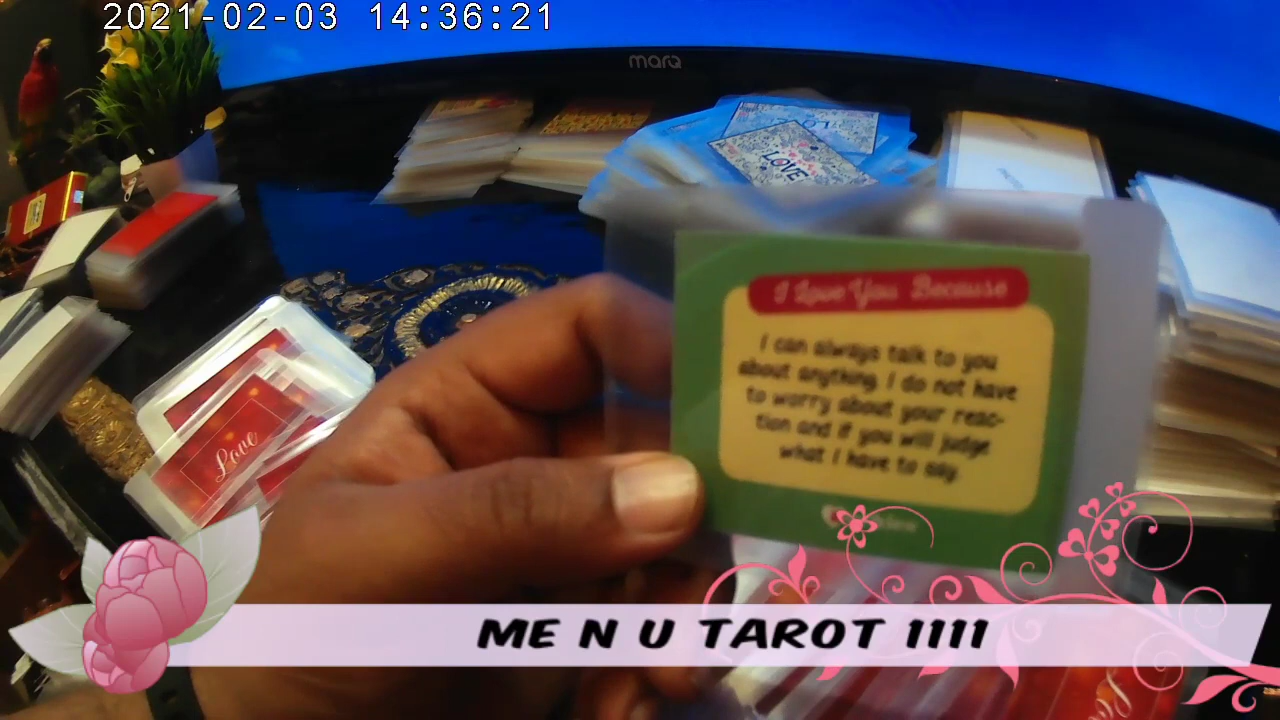 2021-02-03 14:36:21
marq
LOVE
I Love You Because
I can always talk to you
about anything. I do not have
to worry about your reac-
tion and if you will judge
what I have to say.
Love
ME N U TAROT 1111